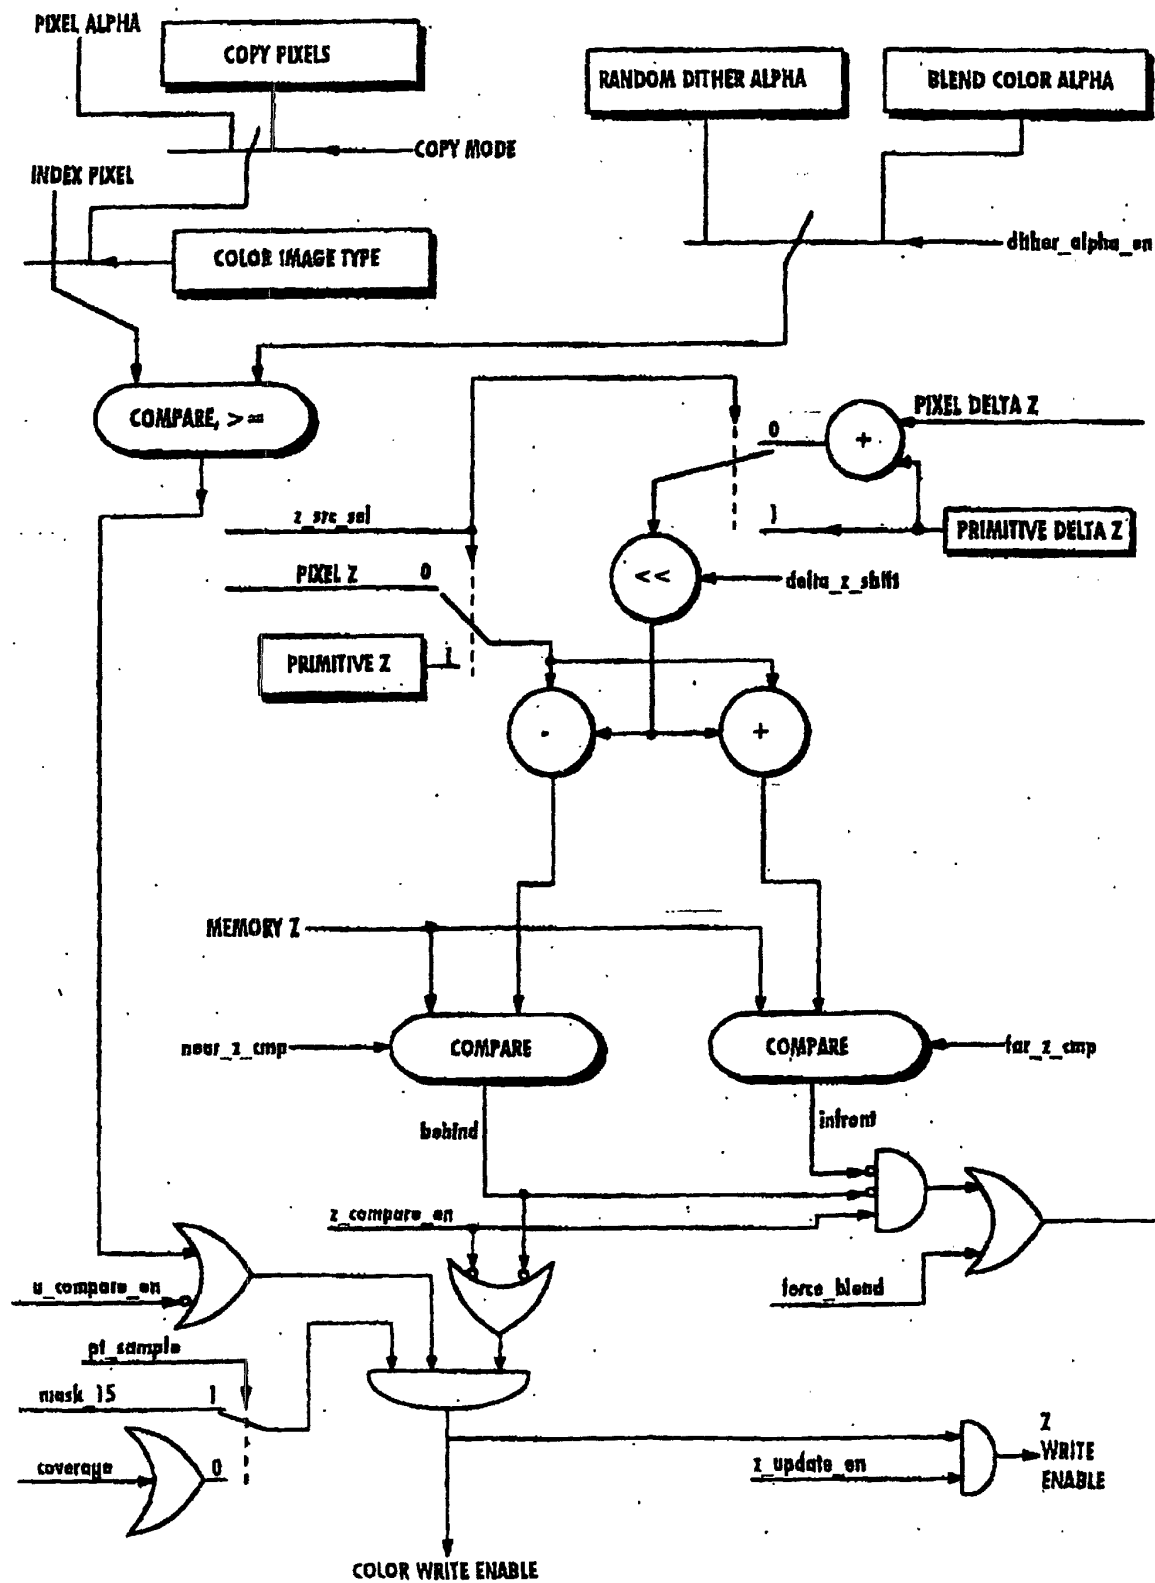 PIXEL ALPHA
COPY PIXELS
RANDOM DITHER ALPHA
BLEND COLOR ALPHA
COPY MODE
INDEX PIXEL
COLOR IMAGE TYPE
dither_alpha_en
COMPARE, >=
PIXEL DELTA Z
0
+
z_src_sel
1
PRIMITIVE DELTA Z
PIXEL Z 0
<<
delta_z_shift
PRIMITIVE Z
1
-
+
MEMORY Z
near_z_cmp
COMPARE
COMPARE
far_z_cmp
behind
infront
z_compare_en
a_compare_en
force_blend
pt_sample
mask_15
1
coverage
0
z_update_en
Z
WRITE
ENABLE
COLOR WRITE ENABLE